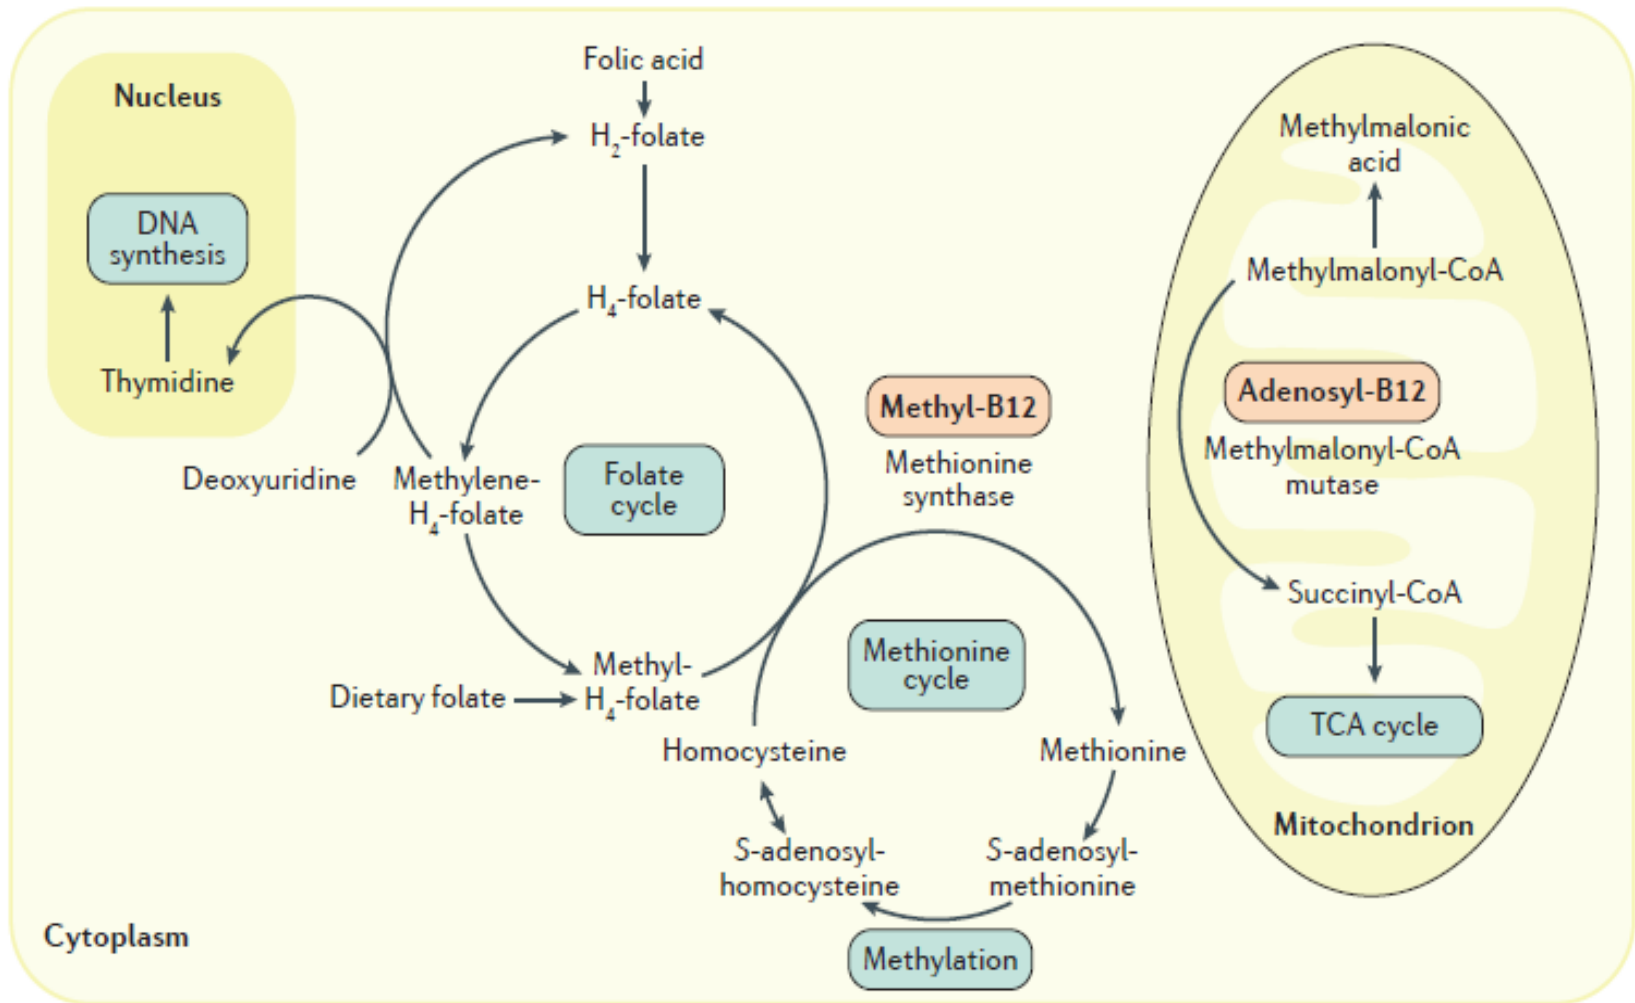 Nucleus
DNA
synthesis
Thymidine
Deoxyuridine
Folic acid
H₂-folate
H₄-folate
Methylene-
H₄-folate
Folate
cycle
Dietary folate
Methyl-
H₄-folate
Methyl-B12
Methionine
synthase
Methionine
cycle
Homocysteine
Methionine
S-adenosyl-
homocysteine
S-adenosyl-
methionine
Methylation
Cytoplasm
Methylmalonic
acid
Methylmalonyl-CoA
Adenosyl-B12
Methylmalonyl-CoA
mutase
Succinyl-CoA
TCA cycle
Mitochondrion